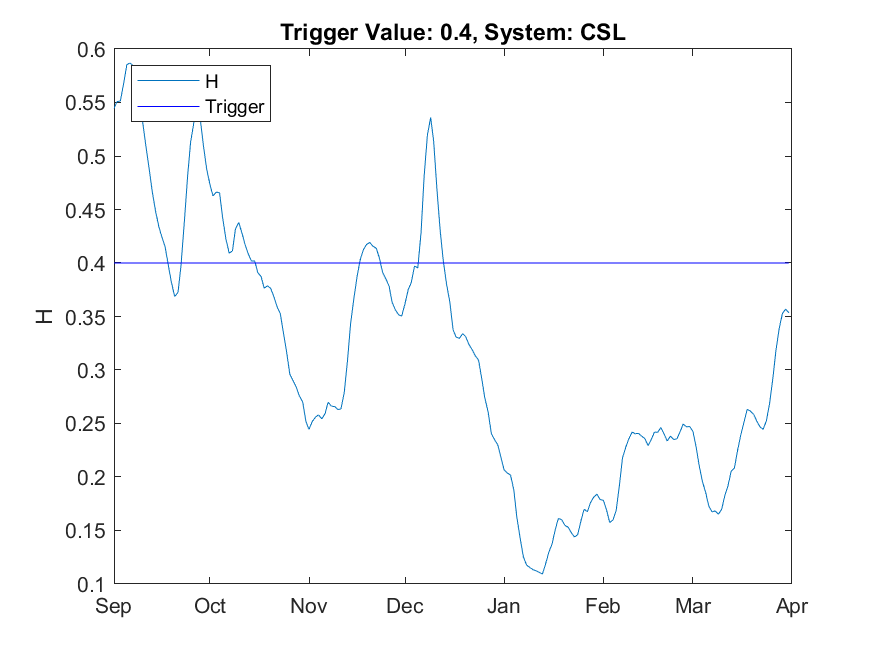 Trigger Value: 0.4, System: CSL
0.6
0.55
0.5
0.45
0.4
0.35
0.3
0.25
0.2
0.15
0.1
H
H
Trigger
Sep Oct Nov Dec Jan Feb Mar Apr